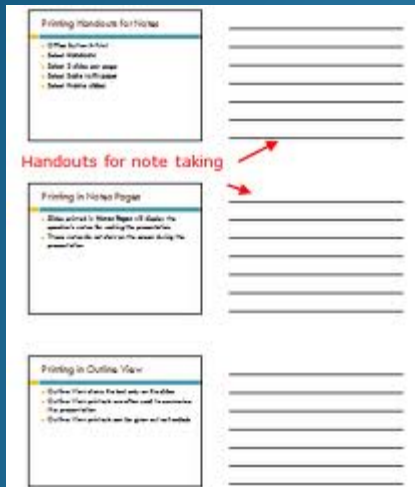 Printing Handouts for Notes
Office Button → Print
Select Handouts
Select 3 slides per page
Select Scale to fit paper
Select Frame slides
Handouts for note taking
Printing in Notes Pages
Slides printed in Notes Pages will display the
speaker's notes for making the presentation
These notes do not show on the screen during the
presentation
Printing in Outline View
Outline View shows the text only on the slides
Outline View printouts are often used to summarize
the presentation
Outline View printouts can be given out as handouts